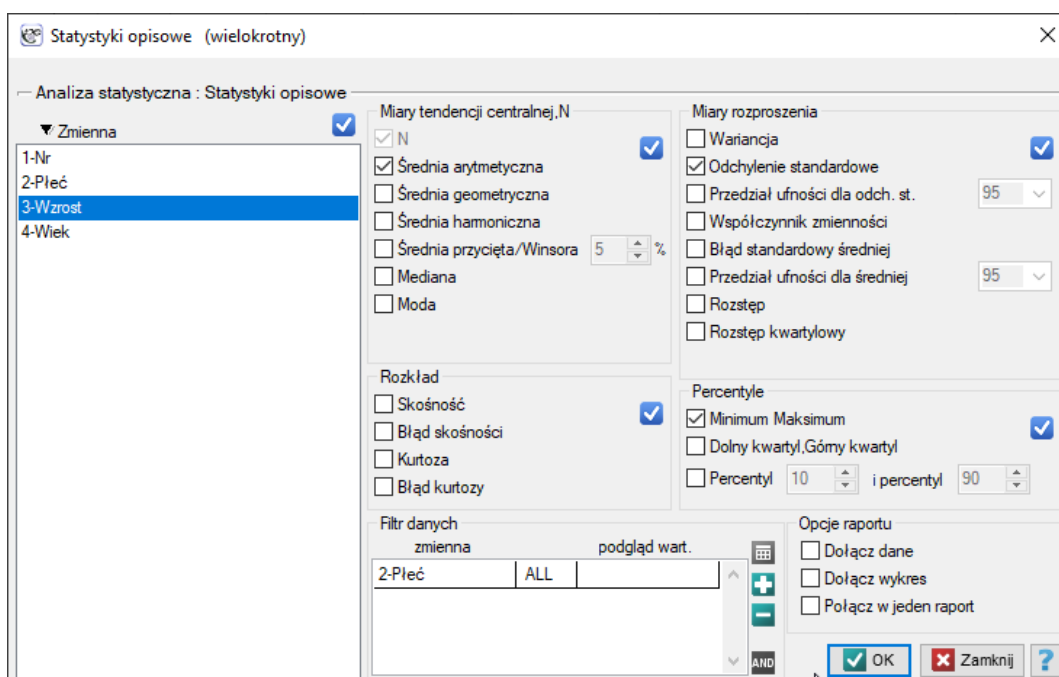 Statystyki opisowe (wielokrotny)
Analiza statystyczna : Statystyki opisowe
Zmienna
1-Nr
2-Płeć
3-Wzrost
4-Wiek
Miary tendencji centralnej,N
N
Średnia arytmetyczna
Średnia geometryczna
Średnia harmoniczna
Średnia przycięta/Winsora 5 %
Mediana
Moda
Miary rozproszenia
Wariancja
Odchylenie standardowe
Przedział ufności dla odch. st. 95
Współczynnik zmienności
Błąd standardowy średniej
Przedział ufności dla średniej 95
Rozstęp
Rozstęp kwartylowy
Rozkład
Skośność
Błąd skośności
Kurtoza
Błąd kurtozy
Percentyle
Minimum Maksimum
Dolny kwartyl,Górny kwartyl
Percentyl 10 i percentyl 90
Filtr danych
zmienna podgląd wart.
2-Płeć ALL
AND
Opcje raportu
Dołącz dane
Dołącz wykres
Połącz w jeden raport
OK Zamknij ?